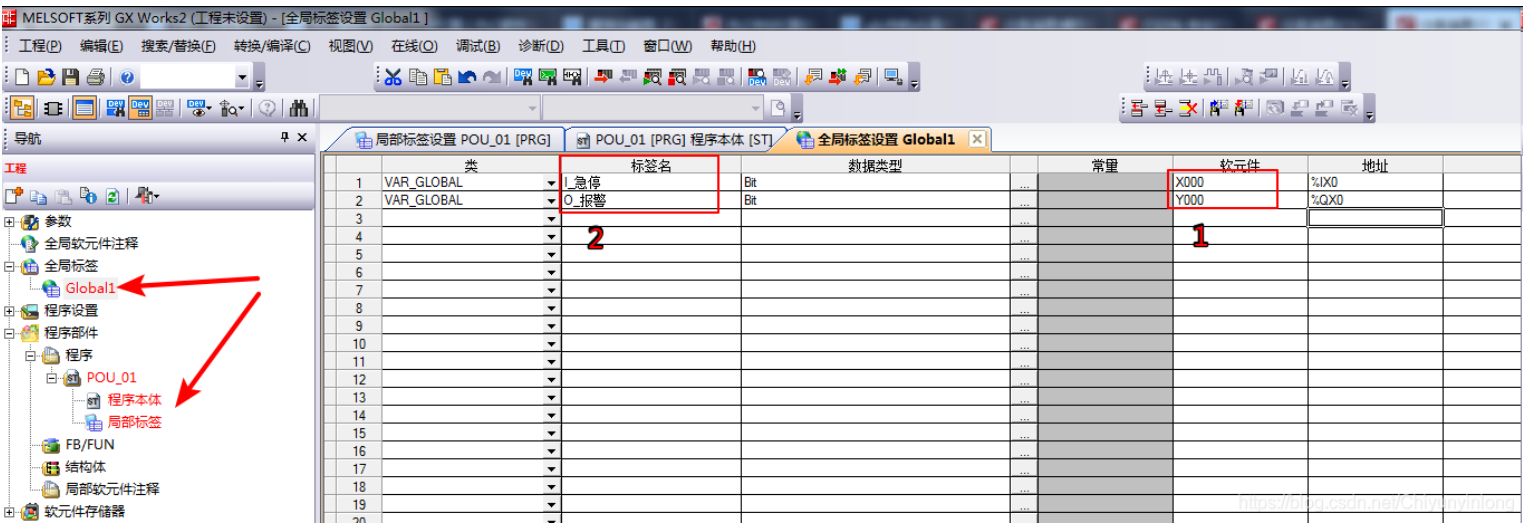 MELSOFT系列 GX Works2 (工程未设置) - [全局标签设置 Global1 ]
工程(P) 编辑(E) 搜索/替换(F) 转换/编译(C) 视图(V) 在线(O) 调试(B) 诊断(D) 工具(T) 窗口(W) 帮助(H)
导航
局部标签设置 POU_01 [PRG] POU_01 [PRG] 程序本体 [ST] 全局标签设置 Global1
工程
类 标签名 数据类型 常量 软元件 地址
1 VAR_GLOBAL I_急停 Bit ... X000 %IX0
2 VAR_GLOBAL O_报警 Bit ... Y000 %QX0
3 ...
4 ...
5 ...
6 ...
7 ...
8 ...
9 ...
10 ...
11 ...
12 ...
13 ...
14 ...
15 ...
16 ...
17 ...
18 ...
19 ...
20
2
1
参数
全局软元件注释
全局标签
Global1
程序设置
程序部件
程序
POU_01
程序本体
局部标签
FB/FUN
结构体
局部软元件注释
软元件存储器
https://blog.csdn.net/Chiyunyinlong